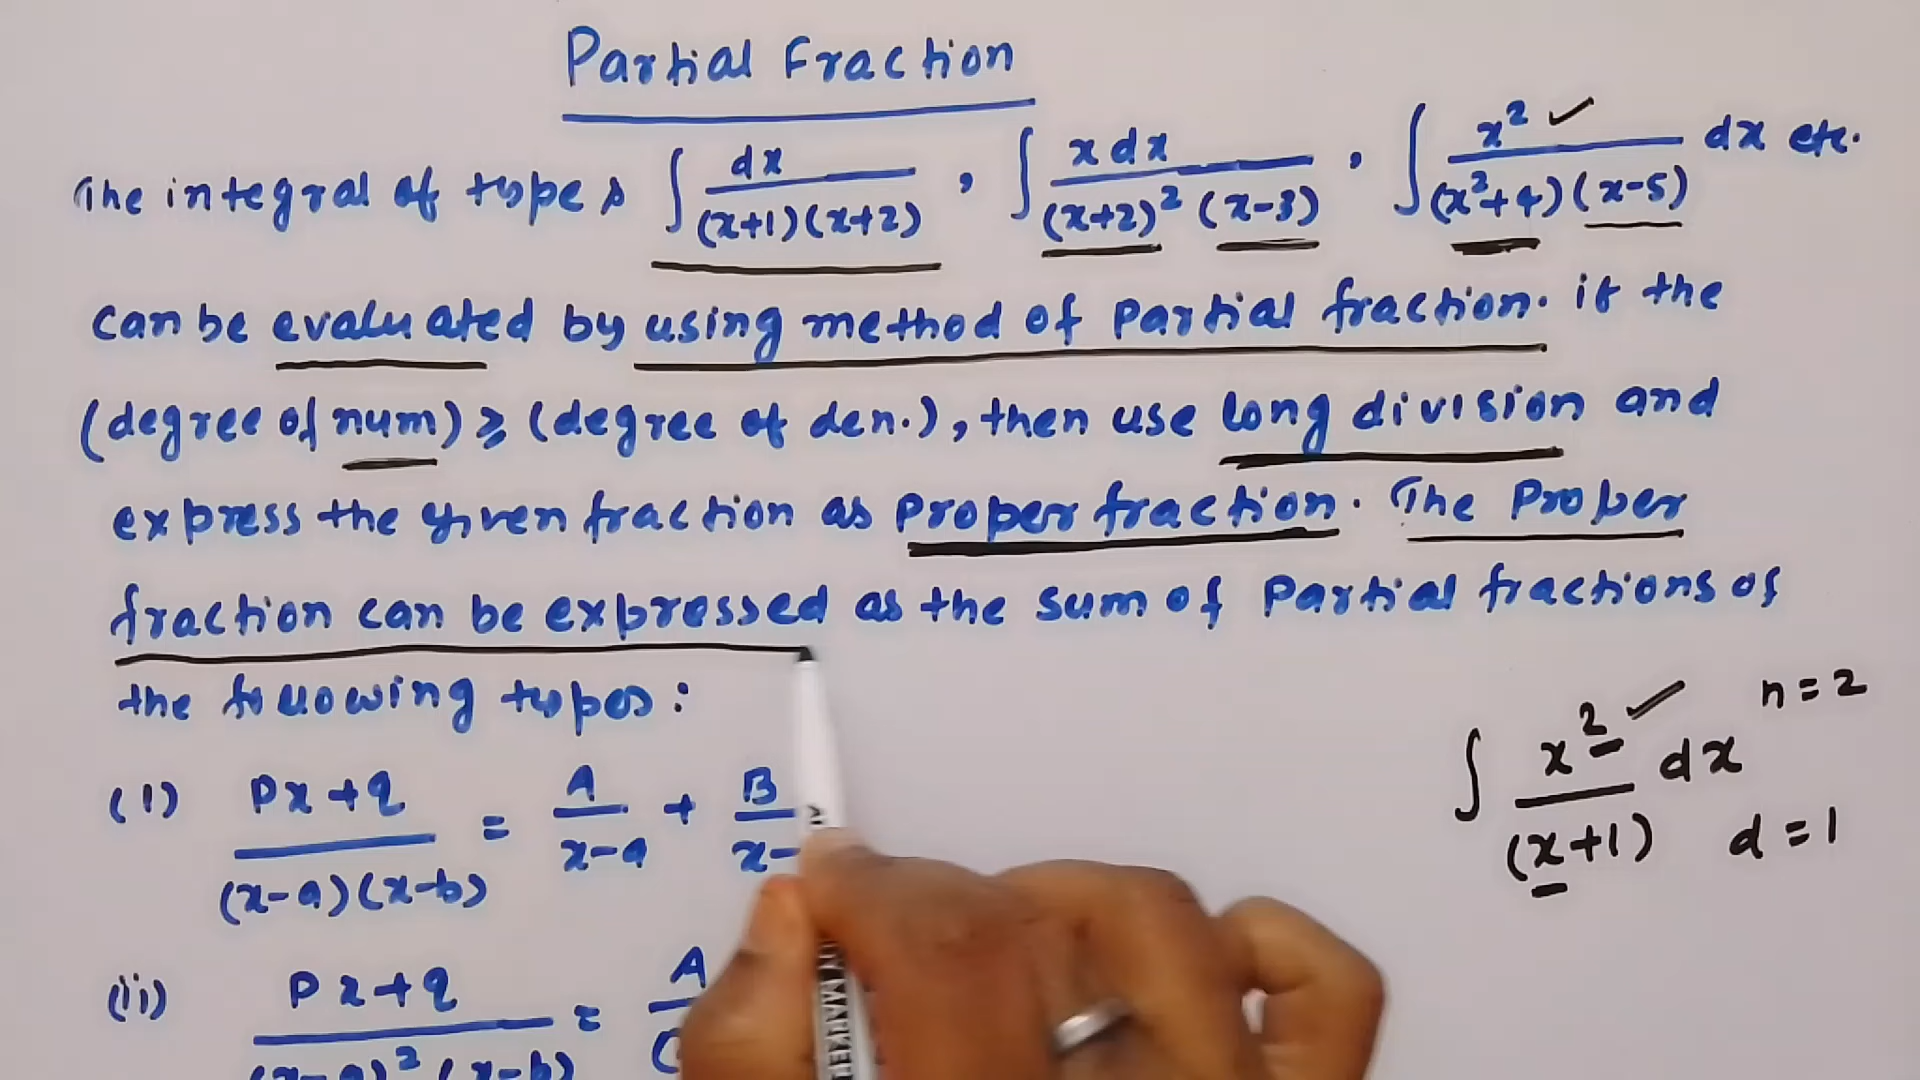 Partial Fraction
The integral of types ∫ dx/(x+1)(x+2) , ∫ x dx/(x+2)² (x-3) , ∫ x² ✓/(x²+4)(x-5) dx etc.
can be evaluated by using method of Partial fraction. if the
(degree of num) ≥ (degree of den.), then use long division and
express the given fraction as proper fraction. The Proper
fraction can be expressed as the sum of Partial fractions of
the following types:
∫ x² ✓/(x+1) dx n=2 d=1
(i) Px+q/(x-a)(x-b) = A/x-a + B/x-
(ii) Px+q/(x-a)² (x-b) = A/(
MARKER